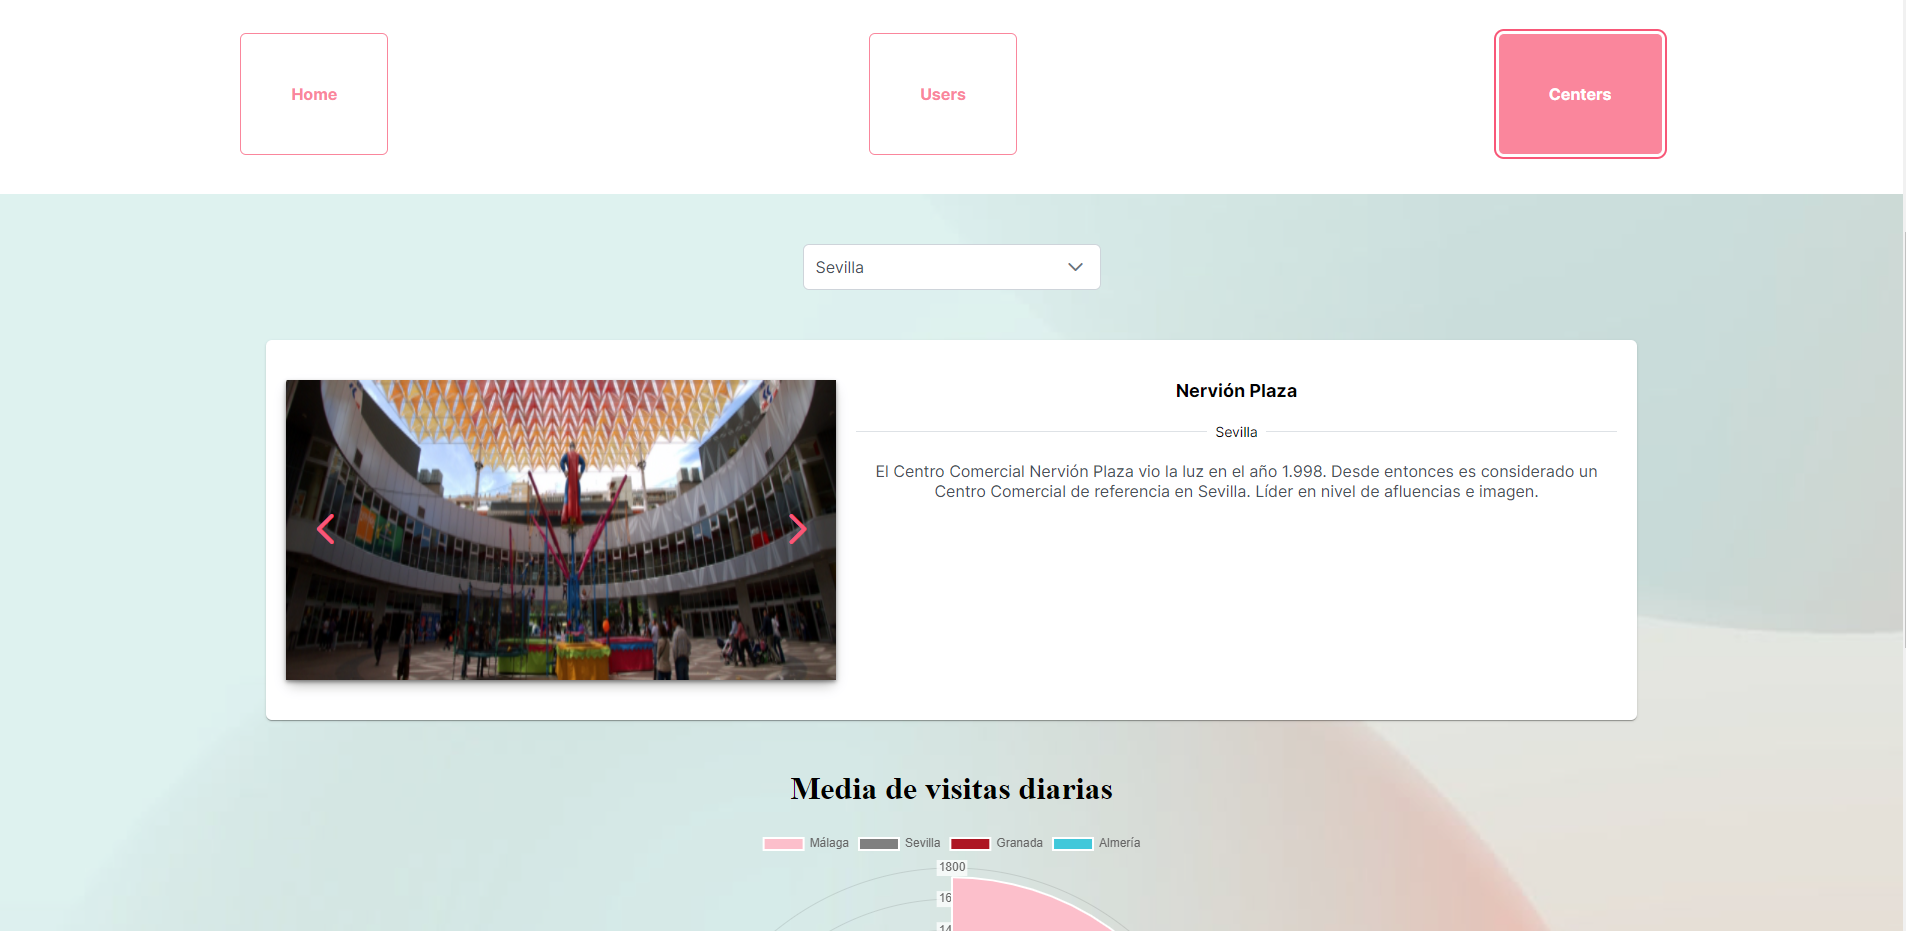 Home
Users
Centers
Sevilla
Nervión Plaza
Sevilla
El Centro Comercial Nervión Plaza vio la luz en el año 1.998. Desde entonces es considerado un
Centro Comercial de referencia en Sevilla. Líder en nivel de afluencias e imagen.
Media de visitas diarias
Málaga Sevilla Granada Almería
1800
16
14